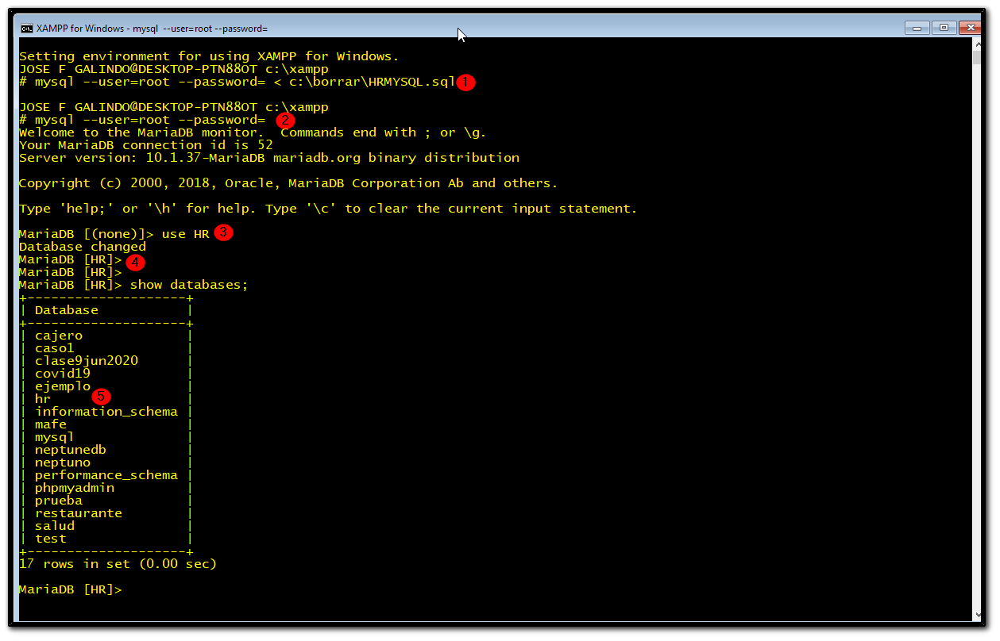 XAMPP for Windows - mysql  --user=root --password=
Setting environment for using XAMPP for Windows.
JOSE F GALINDO@DESKTOP-PTN88OT c:\xampp
# mysql --user=root --password= < c:\borrar\HRMYSQL.sql 1
JOSE F GALINDO@DESKTOP-PTN88OT c:\xampp
# mysql --user=root --password= 2
Welcome to the MariaDB monitor.  Commands end with ; or \g.
Your MariaDB connection id is 52
Server version: 10.1.37-MariaDB mariadb.org binary distribution
Copyright (c) 2000, 2018, Oracle, MariaDB Corporation Ab and others.
Type 'help;' or '\h' for help. Type '\c' to clear the current input statement.
MariaDB [(none)]> use HR 3
Database changed
MariaDB [HR]> 4
MariaDB [HR]>
MariaDB [HR]> show databases;
+--------------------+
| Database           |
+--------------------+
| cajero             |
| caso1              |
| clase9jun2020      |
| covid19            |
| ejemplo            |
| hr 5               |
| information_schema |
| mafe               |
| mysql              |
| neptunedb          |
| neptuno            |
| performance_schema |
| phpmyadmin         |
| prueba             |
| restaurante        |
| salud              |
| test               |
+--------------------+
17 rows in set (0.00 sec)
MariaDB [HR]>